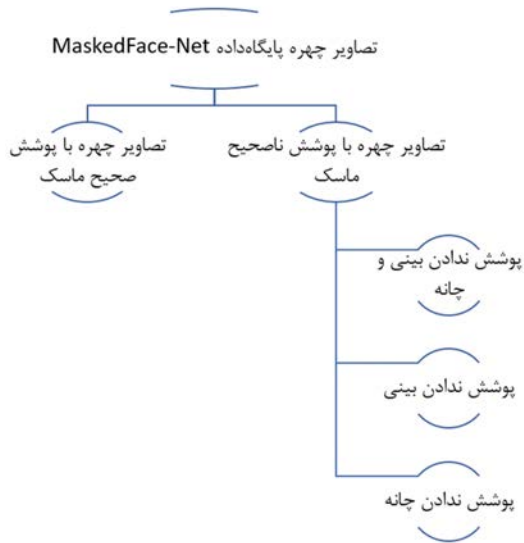 تصاویر چهره پایگاه‌داده MaskedFace-Net
تصاویر چهره با پوشش ناصحیح
ماسک
تصاویر چهره با پوشش
صحیح ماسک
پوشش ندادن بینی و
چانه
پوشش ندادن بینی
پوشش ندادن چانه